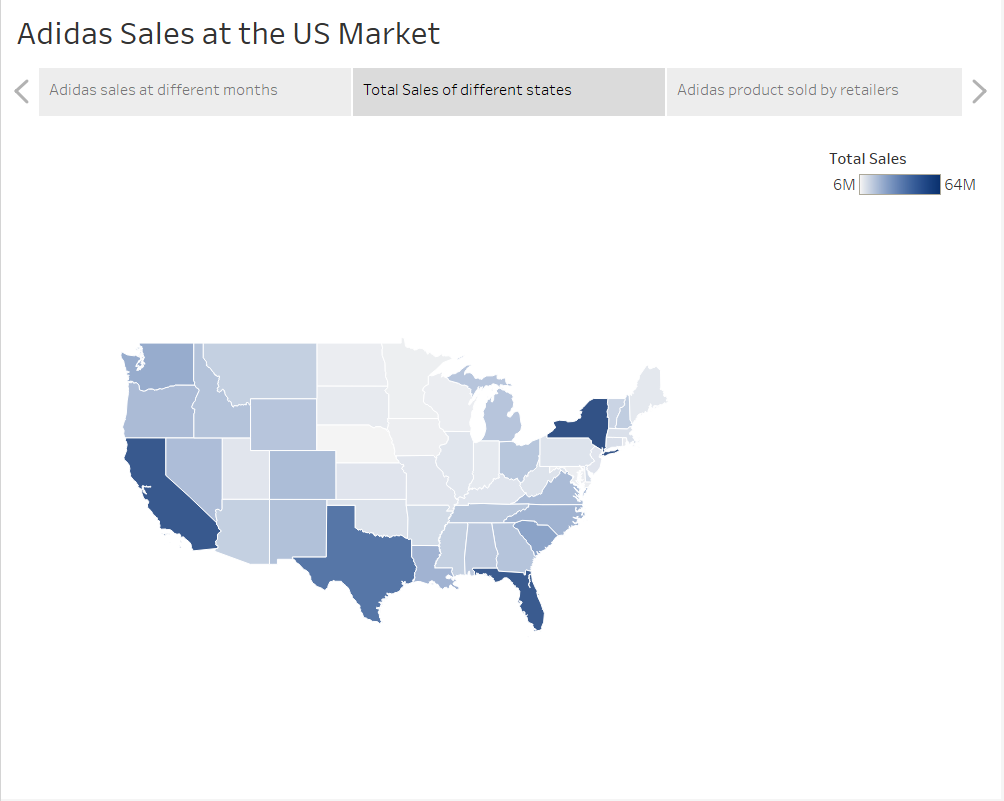 Adidas Sales at the US Market
Adidas sales at different months
Total Sales of different states
Adidas product sold by retailers
Total Sales
6M
64M